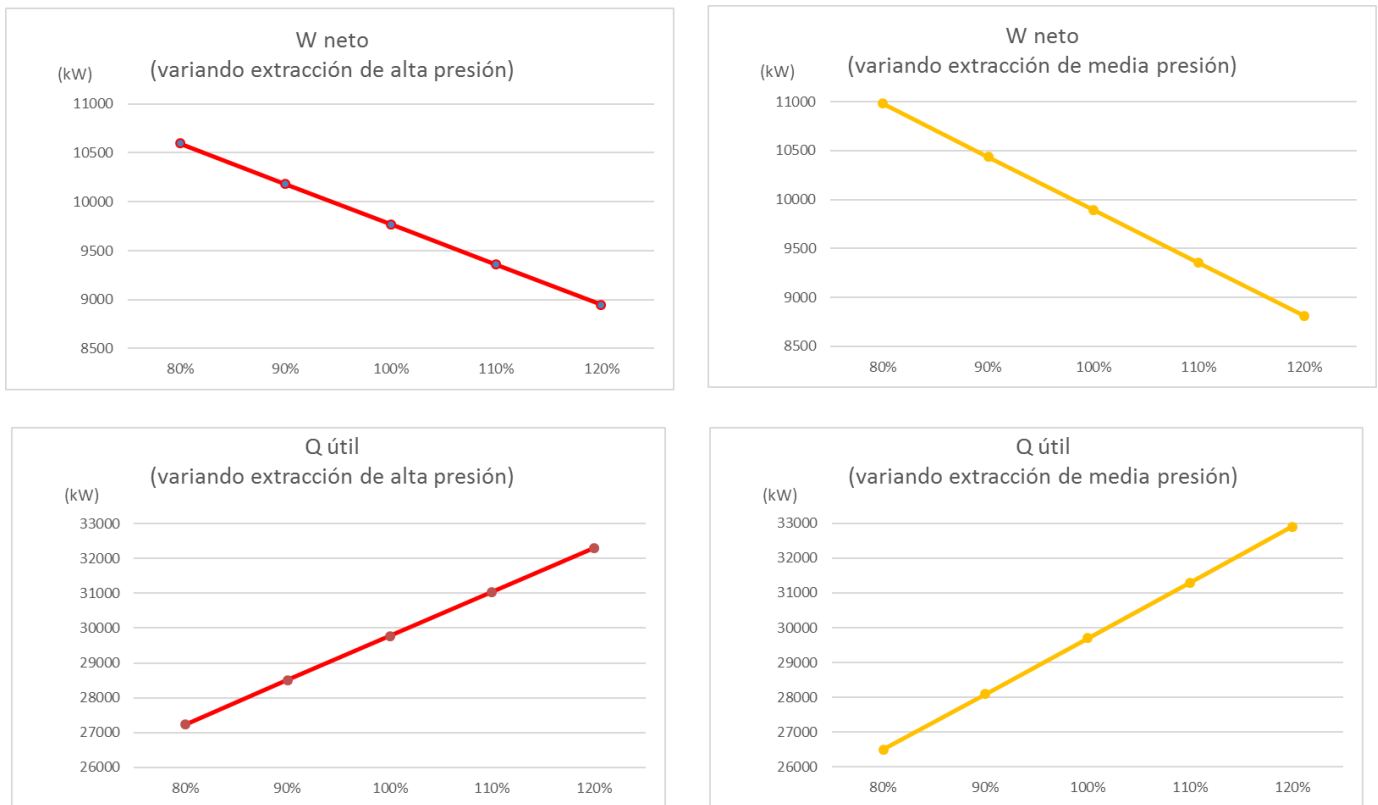 W neto
(variando extracción de alta presión)
(kW)
11000
10500
10000
9500
9000
8500
80% 90% 100% 110% 120%
W neto
(variando extracción de media presión)
(kW)
11000
10500
10000
9500
9000
8500
80% 90% 100% 110% 120%
Q útil
(variando extracción de alta presión)
(kW)
33000
32000
31000
30000
29000
28000
27000
26000
80% 90% 100% 110% 120%
Q útil
(variando extracción de media presión)
(kW)
33000
32000
31000
30000
29000
28000
27000
26000
80% 90% 100% 110% 120%